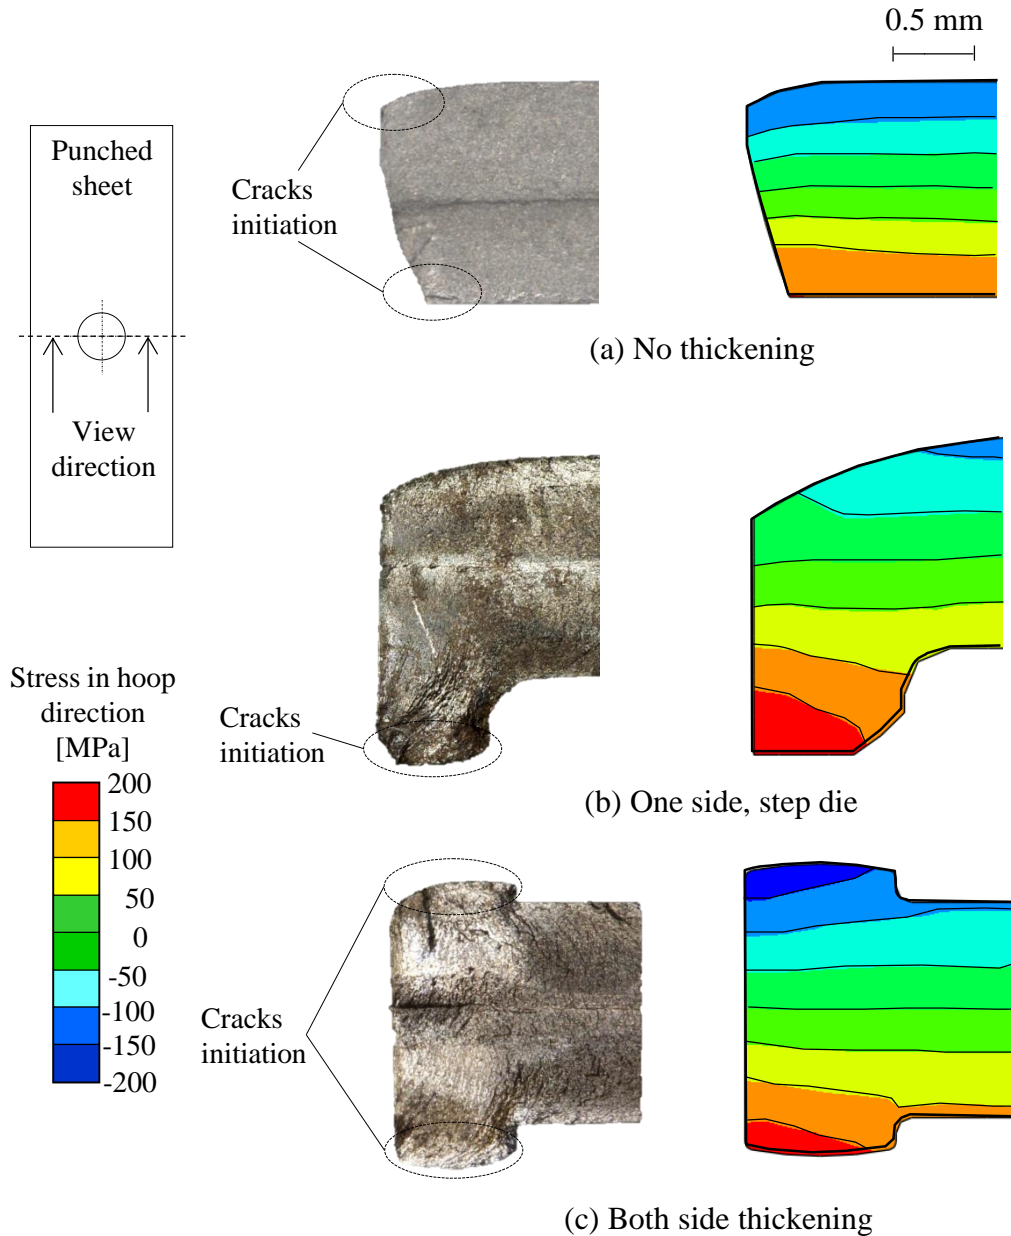 0.5 mm
Punched
sheet
Cracks
initiation
(a) No thickening
View
direction
Cracks
initiation
(b) One side, step die
Stress in hoop
direction
[MPa]
200
150
100
50
0
-50
-100
-150
-200
Cracks
initiation
(c) Both side thickening